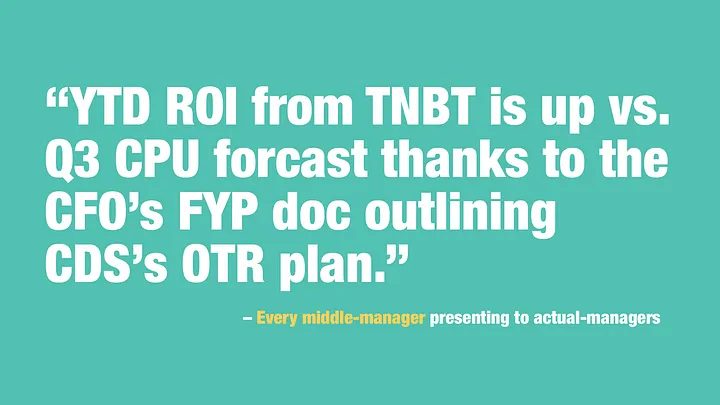 “YTD ROI from TNBT is up vs.
Q3 CPU forcast thanks to the
CFO’s FYP doc outlining
CDS’s OTR plan.”
– Every middle-manager presenting to actual-managers